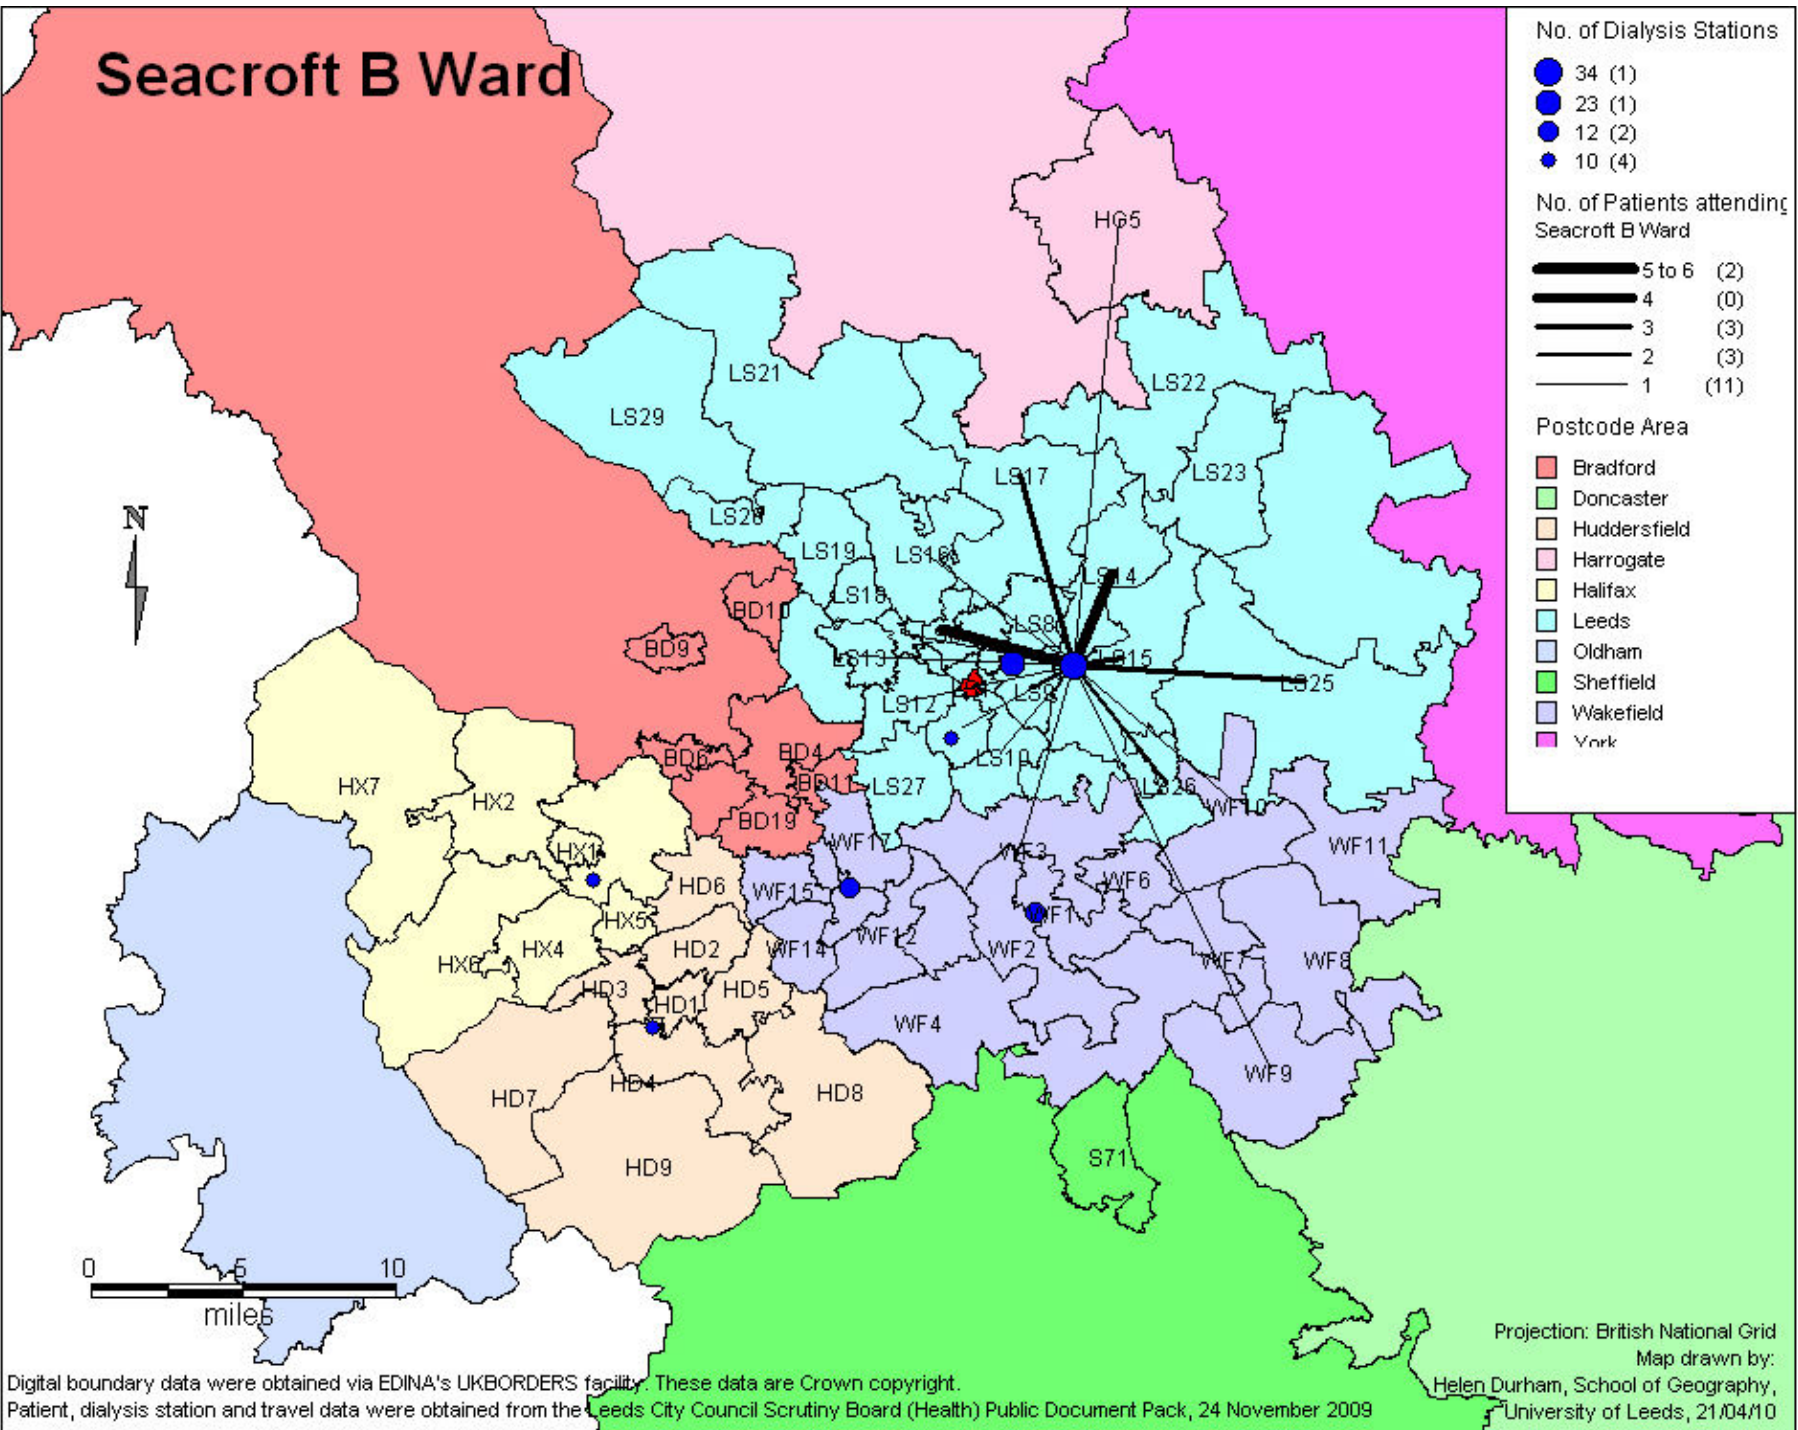 Seacroft B Ward
No. of Dialysis Stations
34 (1)
23 (1)
12 (2)
10 (4)
No. of Patients attending
Seacroft B Ward
5 to 6 (2)
4 (0)
3 (3)
2 (3)
1 (11)
Postcode Area
Bradford
Doncaster
Huddersfield
Harrogate
Halifax
Leeds
Oldham
Sheffield
Wakefield
York
HG5
LS21
LS22
LS29
LS23
LS17
LS20
LS19
LS16
LS14
LS18
BD10
LS8
BD9
LS13
LS15
LS25
LS9
LS12
BD4
BD6
LS10
BD11
LS27
LS26
HX7
HX2
WF10
BD19
WF17
WF3
WF11
HX1
HD6
WF15
WF6
HX5
WF1
WF12
HX4
HD2
WF14
WF2
HX6
WF7
WF8
HD3
HD1
HD5
WF4
HD4
HD7
HD8
WF9
HD9
S71
N
0 5 10
miles
Projection: British National Grid
Map drawn by:
Helen Durham, School of Geography,
University of Leeds, 21/04/10
Digital boundary data were obtained via EDINA's UKBORDERS facility. These data are Crown copyright.
Patient, dialysis station and travel data were obtained from the Leeds City Council Scrutiny Board (Health) Public Document Pack, 24 November 2009